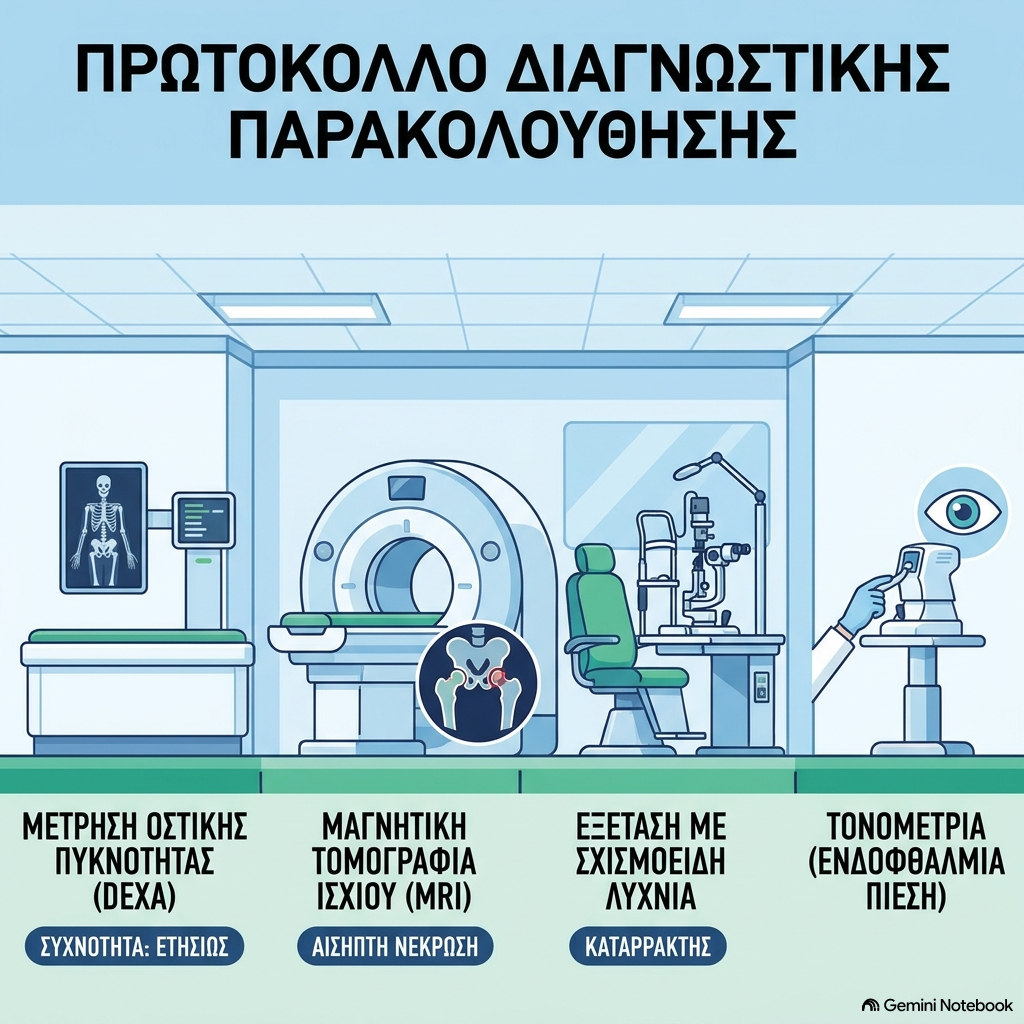 ΠΡΩΤΟΚΟΛΛΟ ΔΙΑΓΝΩΣΤΙΚΗΣ
ΠΑΡΑΚΟΛΟΥΘΗΣΗΣ
ΜΕΤΡΗΣΗ ΟΣΤΙΚΗΣ
ΠΥΚΝΟΤΗΤΑΣ
(DEXA)
ΣΥΧΝΟΤΗΤΑ: ΕΤΗΣΙΩΣ
ΜΑΓΝΗΤΙΚΗ
ΤΟΜΟΓΡΑΦΙΑ
ΙΣΧΙΟΥ (MRI)
ΑΙΣΗΠΤΗ ΝΕΚΡΩΣΗ
ΕΞΕΤΑΣΗ ΜΕ
ΣΧΙΣΜΟΕΙΔΗ
ΛΥΧΝΙΑ
ΚΑΤΑΡΡΑΚΤΗΣ
ΤΟΝΟΜΕΤΡΙΑ
(ΕΝΔΟΦΘΑΛΜΙΑ
ΠΙΕΣΗ)
Gemini Notebook